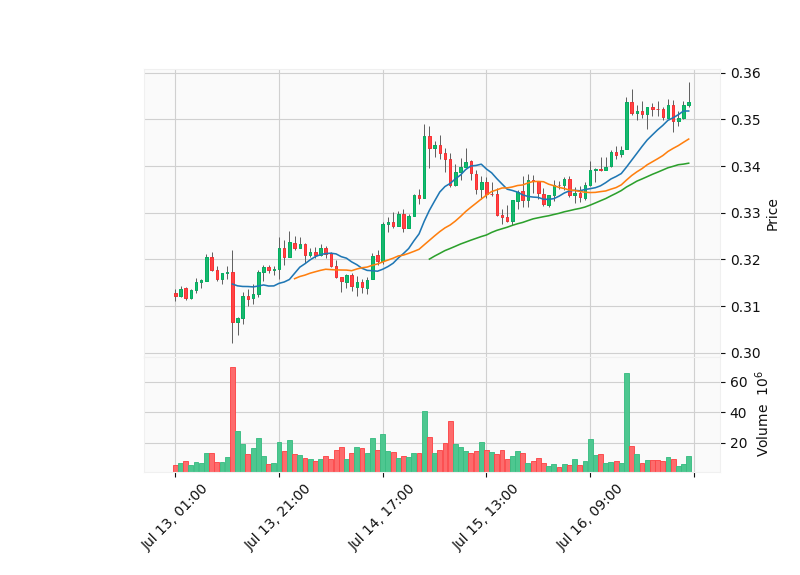 0.36
0.35
0.34
0.33
0.32
0.31
0.30
Price
60
40
20
Volume 10^6
Jul 13, 01:00
Jul 13, 21:00
Jul 14, 17:00
Jul 15, 13:00
Jul 16, 09:00